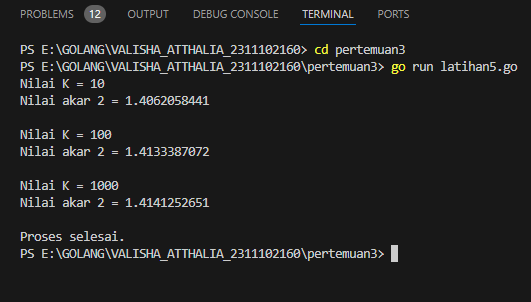 PROBLEMS 12 OUTPUT DEBUG CONSOLE TERMINAL PORTS
PS E:\GOLANG\VALISHA_ATTHALIA_2311102160> cd pertemuan3
PS E:\GOLANG\VALISHA_ATTHALIA_2311102160\pertemuan3> go run latihan5.go
Nilai K = 10
Nilai akar 2 = 1.4062058441
Nilai K = 100
Nilai akar 2 = 1.4133387072
Nilai K = 1000
Nilai akar 2 = 1.4141252651
Proses selesai.
PS E:\GOLANG\VALISHA_ATTHALIA_2311102160\pertemuan3>